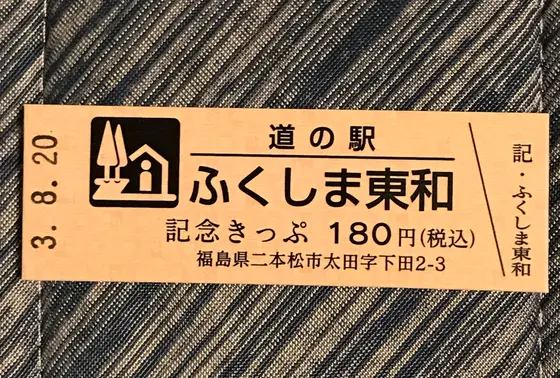 3. 8. 20
道の駅
ふくしま東和
記念きっぷ 180円(税込)
福島県二本松市太田字下田2-3
記・ふくしま東和